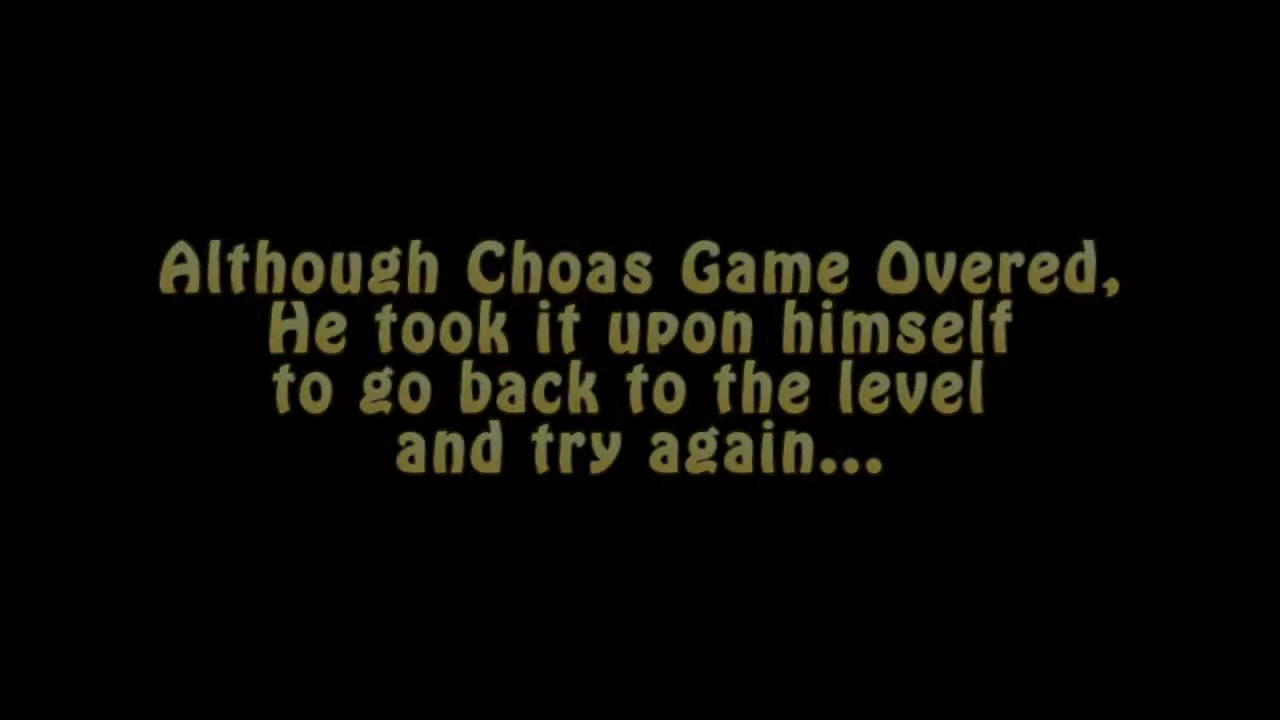 Although Choas Game Overed,
He took it upon himself
to go back to the level
and try again...